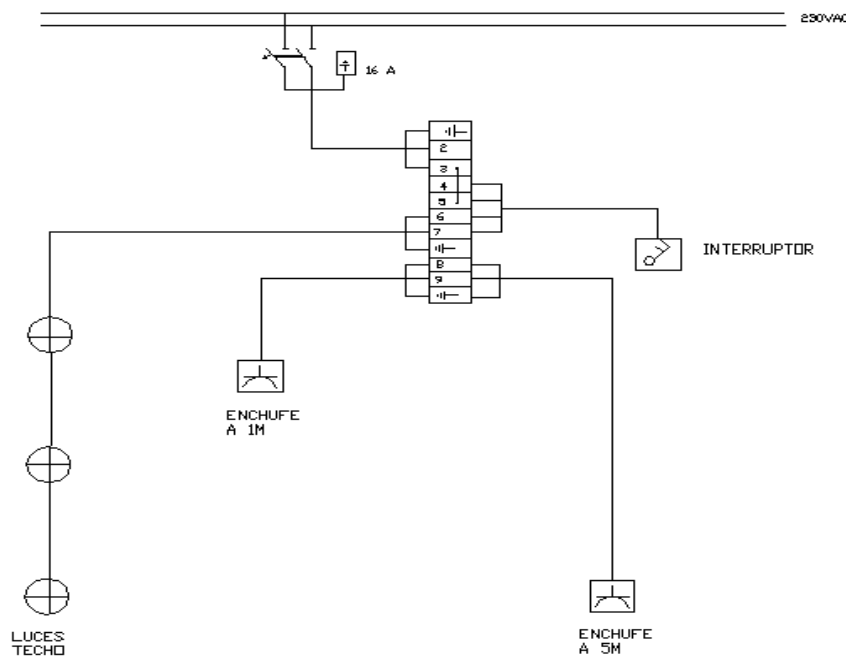 230VAC
16 A
2
3
4
5
6
7
8
9
INTERRUPTOR
ENCHUFE
A 1M
LUCES
TECHO
ENCHUFE
A 5M